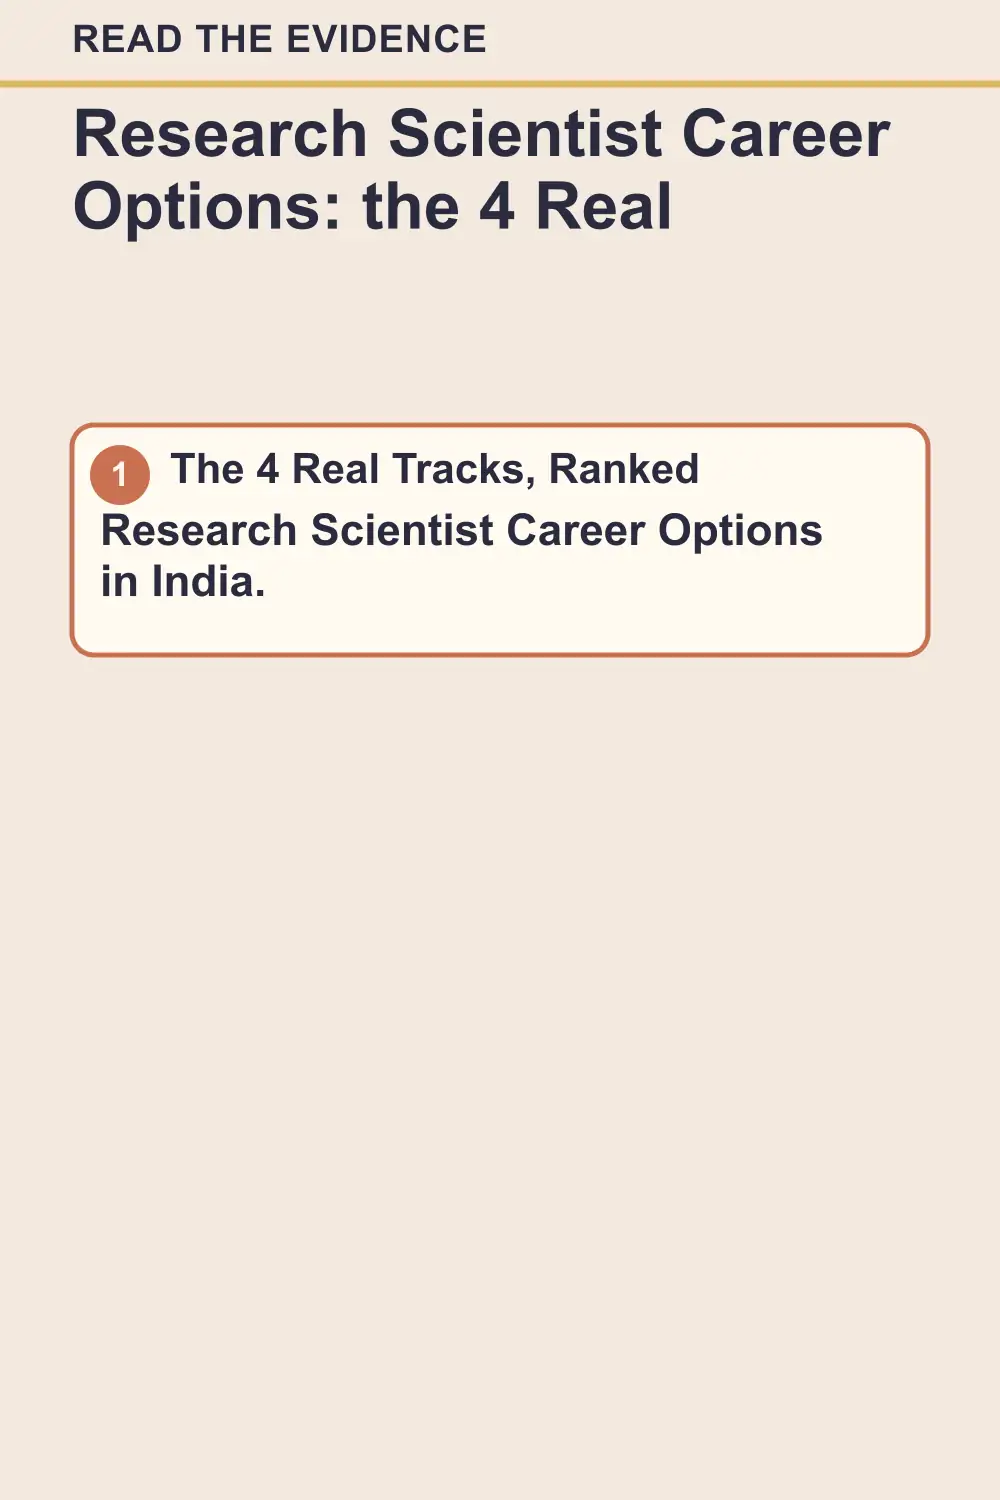 READ THE EVIDENCE
Research Scientist Career
Options: the 4 Real
1 The 4 Real Tracks, Ranked
Research Scientist Career Options
in India.